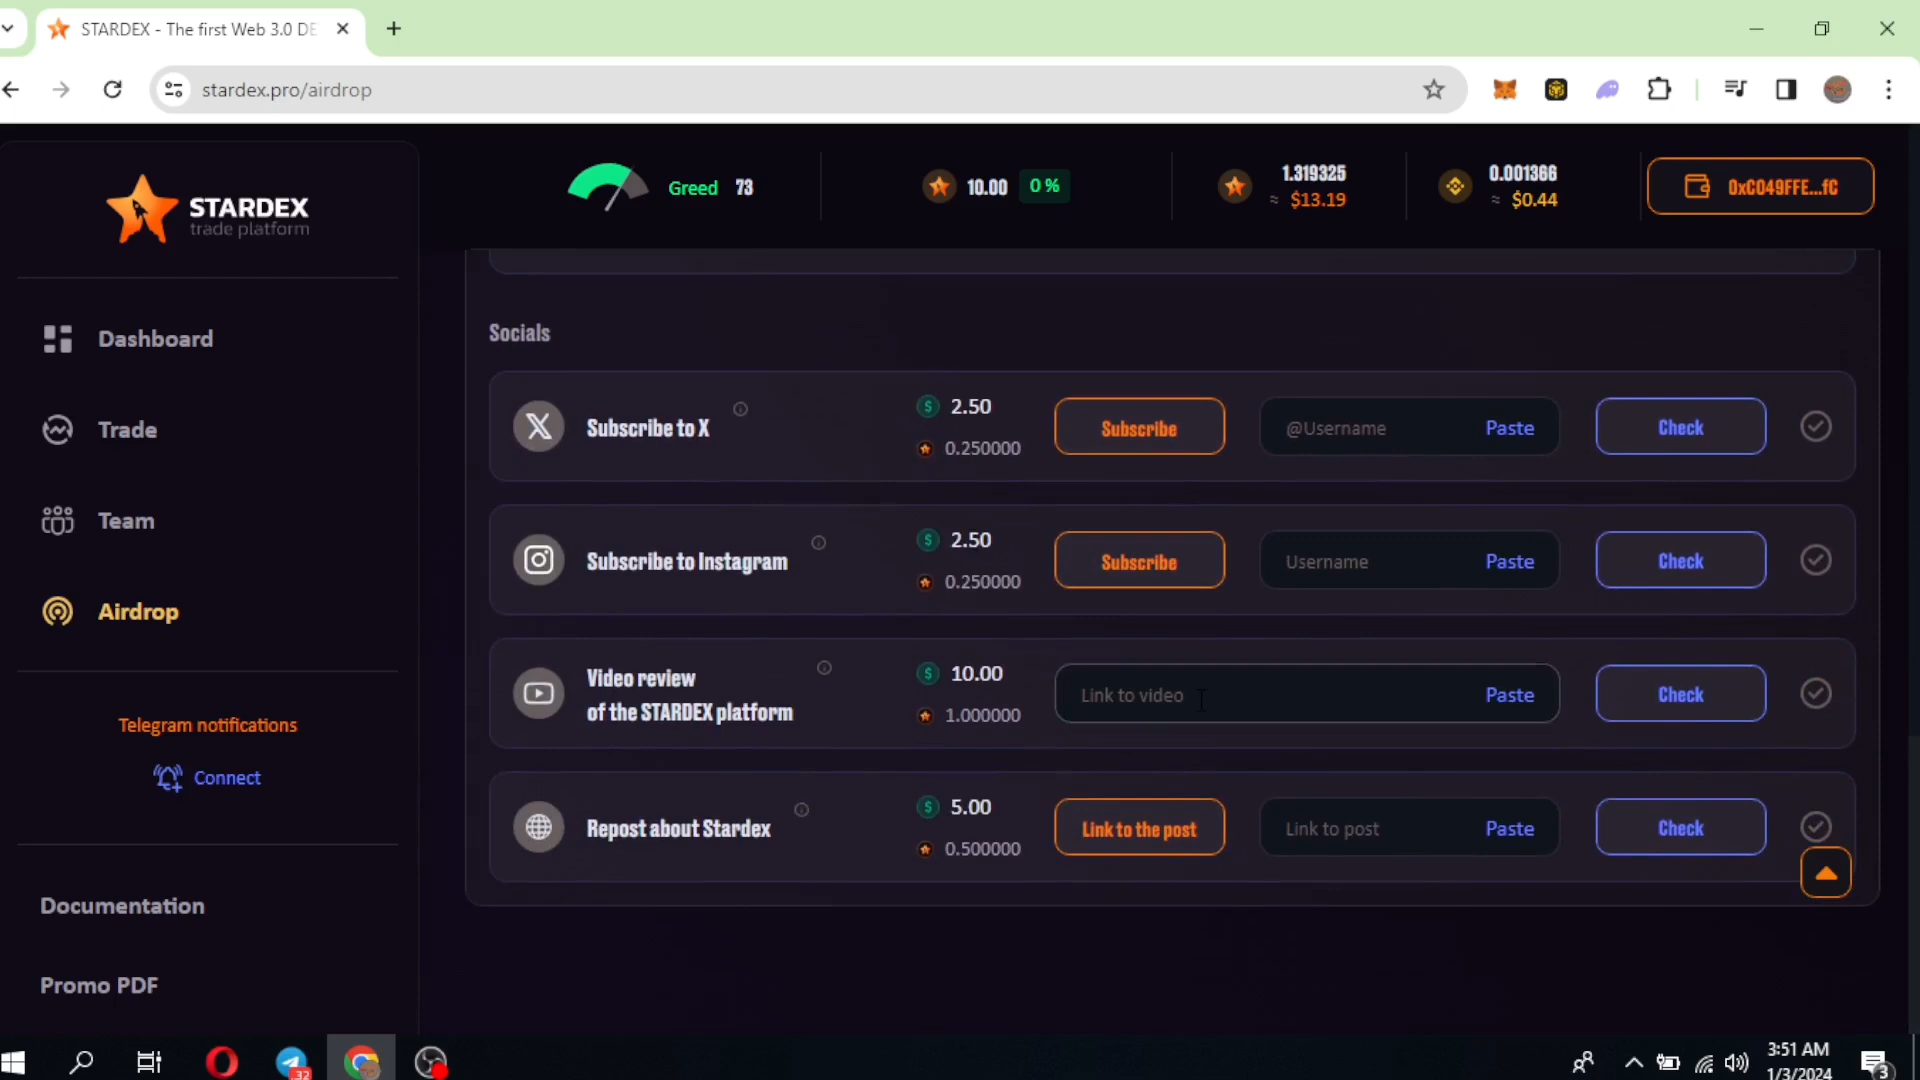 STARDEX - The first Web 3.0 DE
stardex.pro/airdrop
STARDEX
trade platform
Greed 73
10.00 0 %
1.319325
≈ $13.19
0.001366
≈ $0.44
0xC049FFE...fC
Dashboard
Trade
Team
Airdrop
Telegram notifications
Connect
Documentation
Promo PDF
Socials
Subscribe to X
$ 2.50
0.250000
Subscribe
@Username
Paste
Check
Subscribe to Instagram
$ 2.50
0.250000
Subscribe
Username
Paste
Check
Video review
of the STARDEX platform
$ 10.00
1.000000
Link to video
Paste
Check
Repost about Stardex
$ 5.00
0.500000
Link to the post
Link to post
Paste
Check
32
3:51 AM
1/3/2024
3